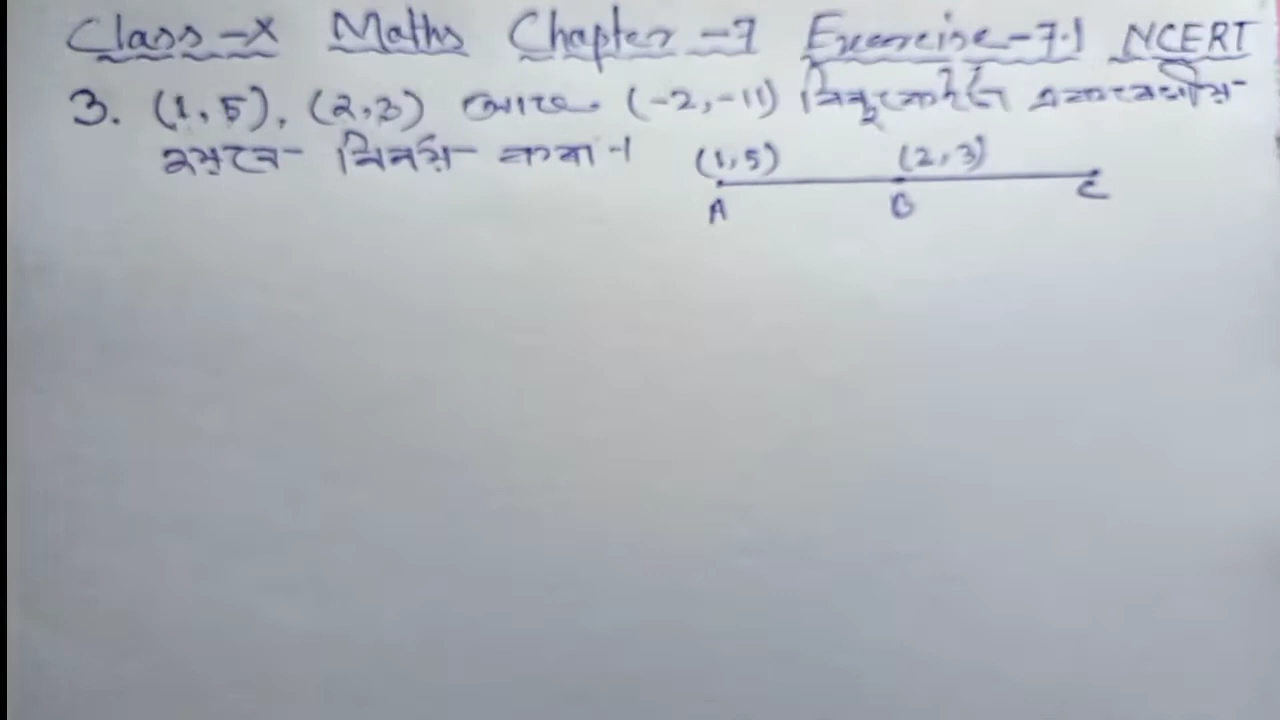 Class-X Maths Chapter-7 Exercise-7.1 NCERT
3. (1,5), (2,3) আৰু (-2,-11) বিন্দুকেইটা একৰেখীয়
হয়নে নিৰ্ণয় কৰা।
(1,5) (2,3)
A B C